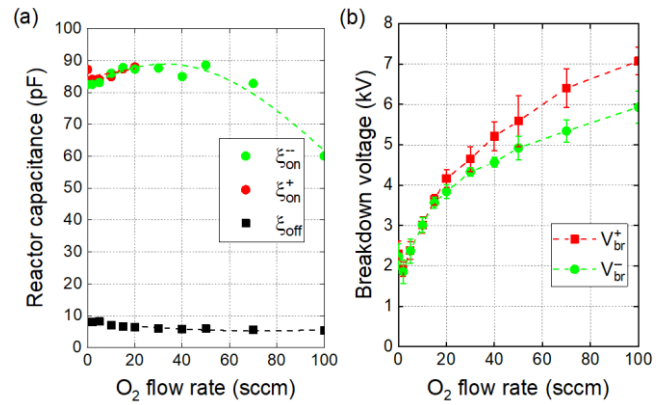 (a)
Reactor capacitance (pF)
100
90
80
70
60
50
40
30
20
10
0
ξ⁻⁻on
ξ⁺on
ξoff
0 20 40 60 80 100
O₂ flow rate (sccm)
(b)
Breakdown voltage (kV)
8
7
6
5
4
3
2
1
0
V⁺br
V⁻br
0 20 40 60 80 100
O₂ flow rate (sccm)